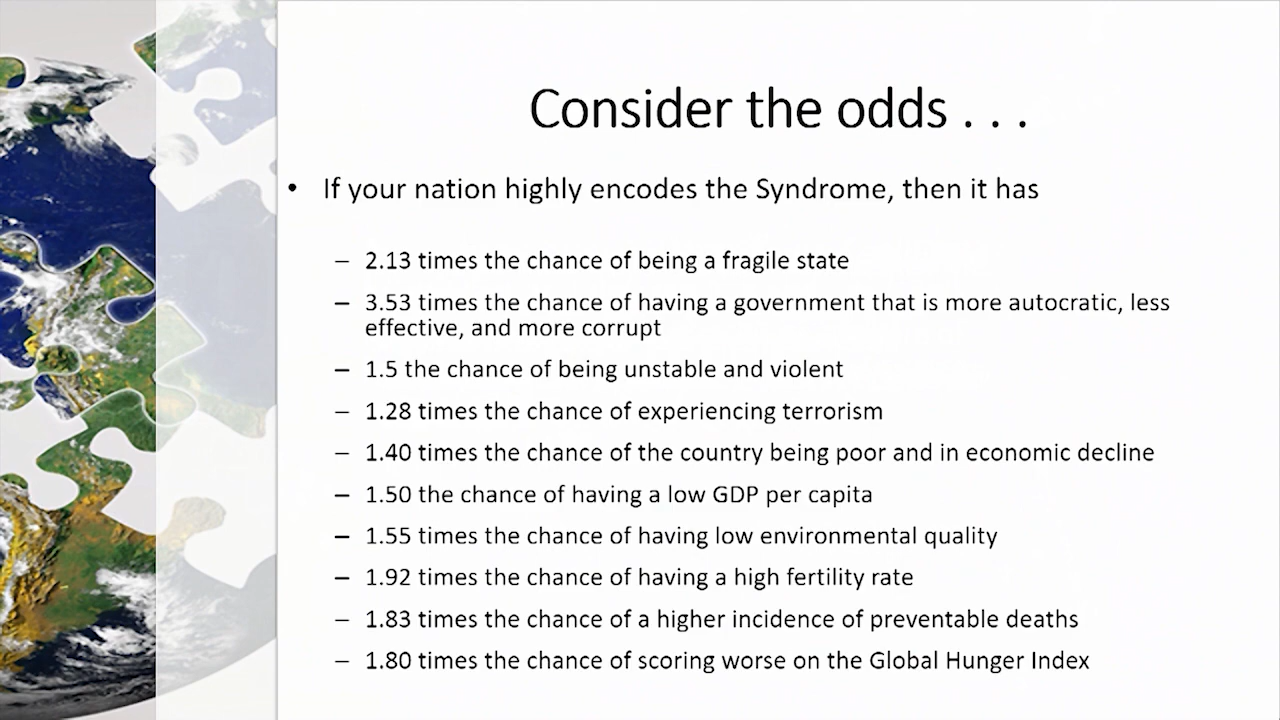 Consider the odds . . .
• If your nation highly encodes the Syndrome, then it has
– 2.13 times the chance of being a fragile state
– 3.53 times the chance of having a government that is more autocratic, less
effective, and more corrupt
– 1.5 the chance of being unstable and violent
– 1.28 times the chance of experiencing terrorism
– 1.40 times the chance of the country being poor and in economic decline
– 1.50 the chance of having a low GDP per capita
– 1.55 times the chance of having low environmental quality
– 1.92 times the chance of having a high fertility rate
– 1.83 times the chance of a higher incidence of preventable deaths
– 1.80 times the chance of scoring worse on the Global Hunger Index